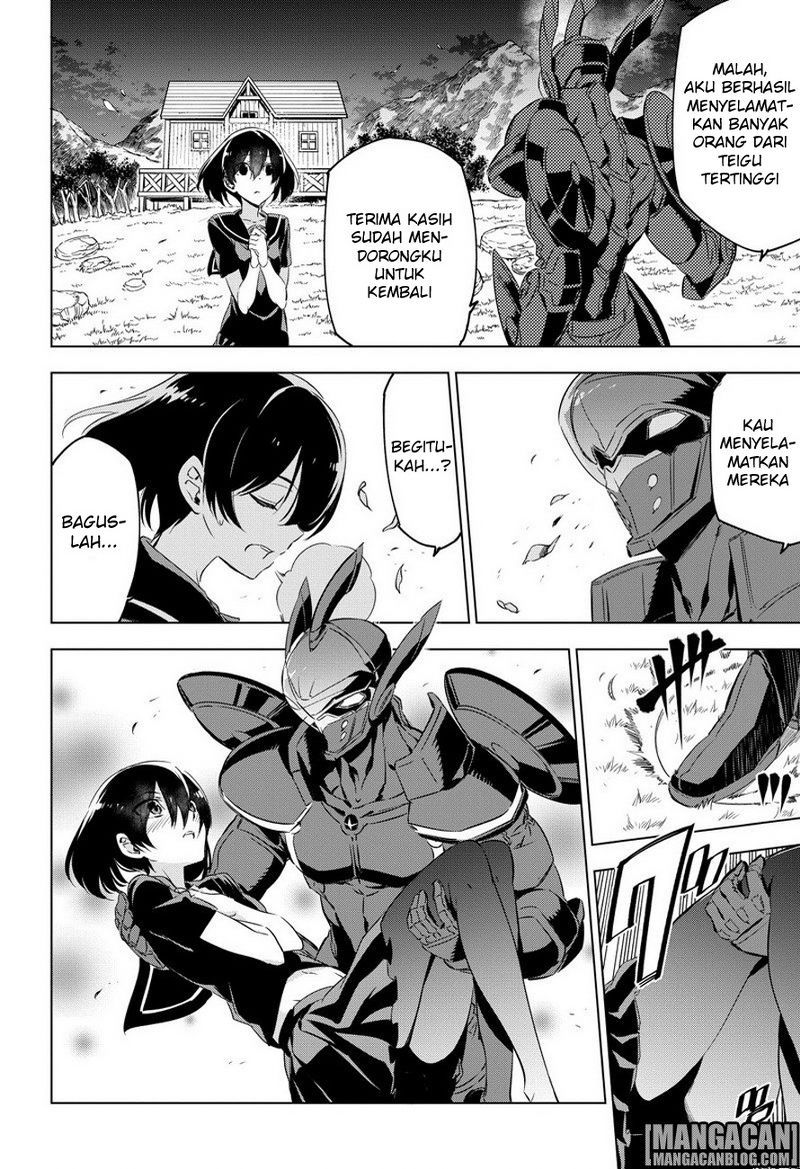 MALAH,
AKU BERHASIL
MENYELAMAT-
KAN BANYAK
ORANG DARI
TEIGU
TERTINGGI
TERIMA KASIH
SUDAH MEN-
DORONGKU
UNTUK
KEMBALI
KAU
MENYELA-
MATKAN
MEREKA
BEGITU-
KAH...?
BAGUS-
LAH...
MANGACAN
MANGACANBLOG.COM